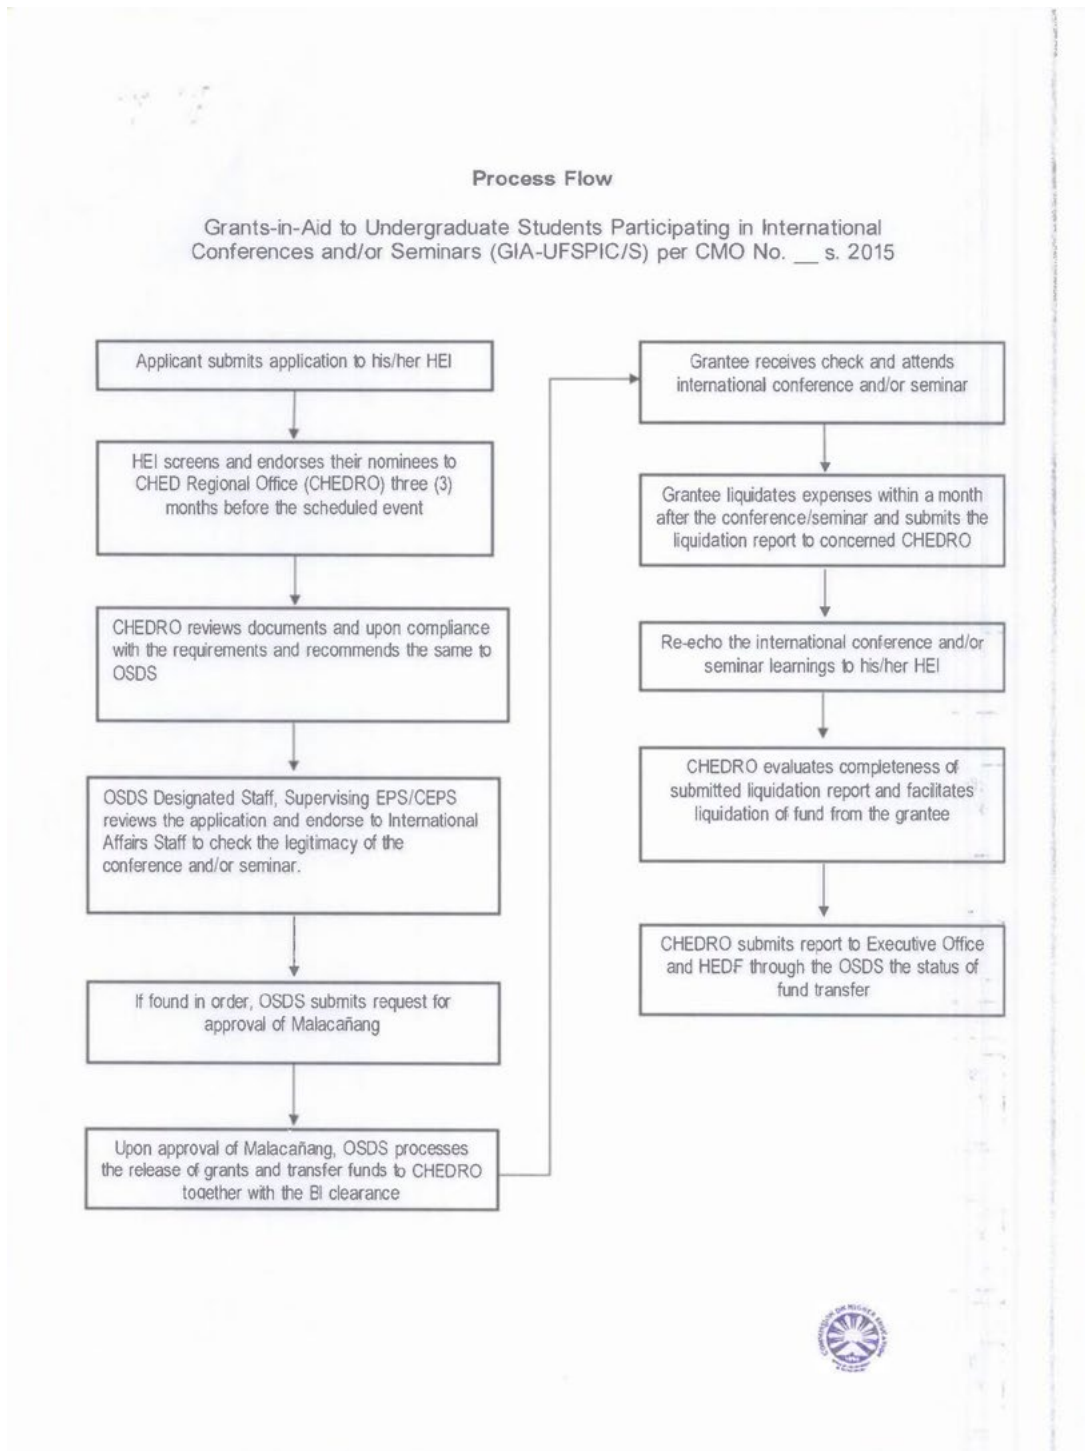 Process Flow
Grants-in-Aid to Undergraduate Students Participating in International
Conferences and/or Seminars (GIA-UFSPIC/S) per CMO No. __ s. 2015
Applicant submits application to his/her HEI
HEI screens and endorses their nominees to
CHED Regional Office (CHEDRO) three (3)
months before the scheduled event
CHEDRO reviews documents and upon compliance
with the requirements and recommends the same to
OSDS
OSDS Designated Staff, Supervising EPS/CEPS
reviews the application and endorse to International
Affairs Staff to check the legitimacy of the
conference and/or seminar.
If found in order, OSDS submits request for
approval of Malacañang
Upon approval of Malacañang, OSDS processes
the release of grants and transfer funds to CHEDRO
together with the BI clearance
Grantee receives check and attends
international conference and/or seminar
Grantee liquidates expenses within a month
after the conference/seminar and submits the
liquidation report to concerned CHEDRO
Re-echo the international conference and/or
seminar learnings to his/her HEI
CHEDRO evaluates completeness of
submitted liquidation report and facilitates
liquidation of fund from the grantee
CHEDRO submits report to Executive Office
and HEDF through the OSDS the status of
fund transfer
COMMISSION ON HIGHER EDUCATION